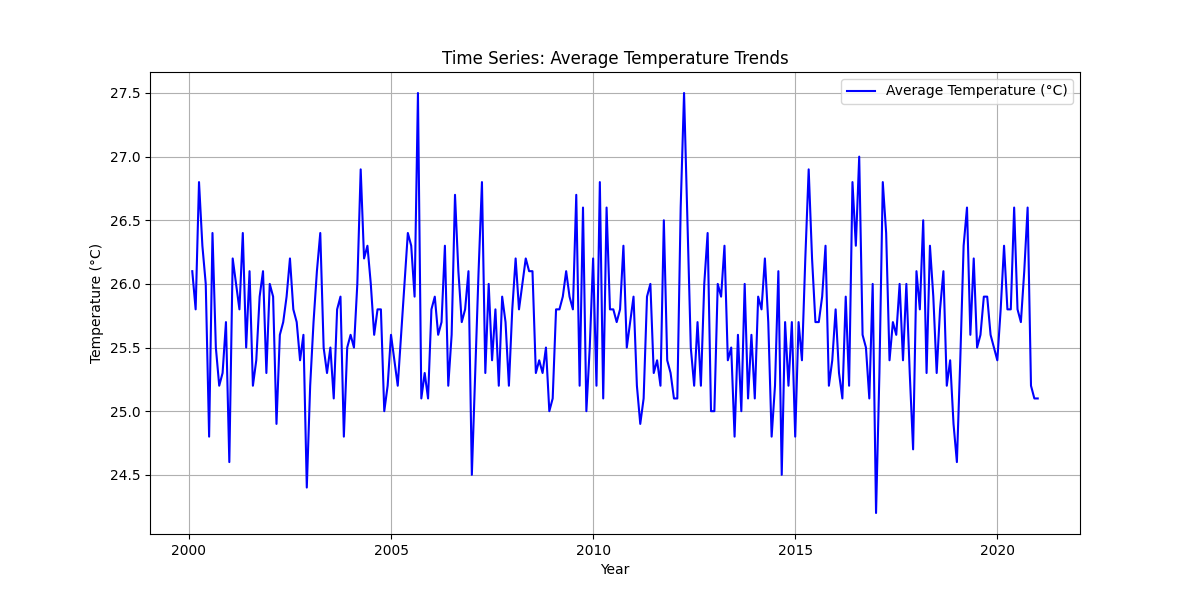 Time Series: Average Temperature Trends
Average Temperature (°C)
27.5
27.0
26.5
26.0
25.5
25.0
24.5
Temperature (°C)
2000 2005 2010 2015 2020
Year